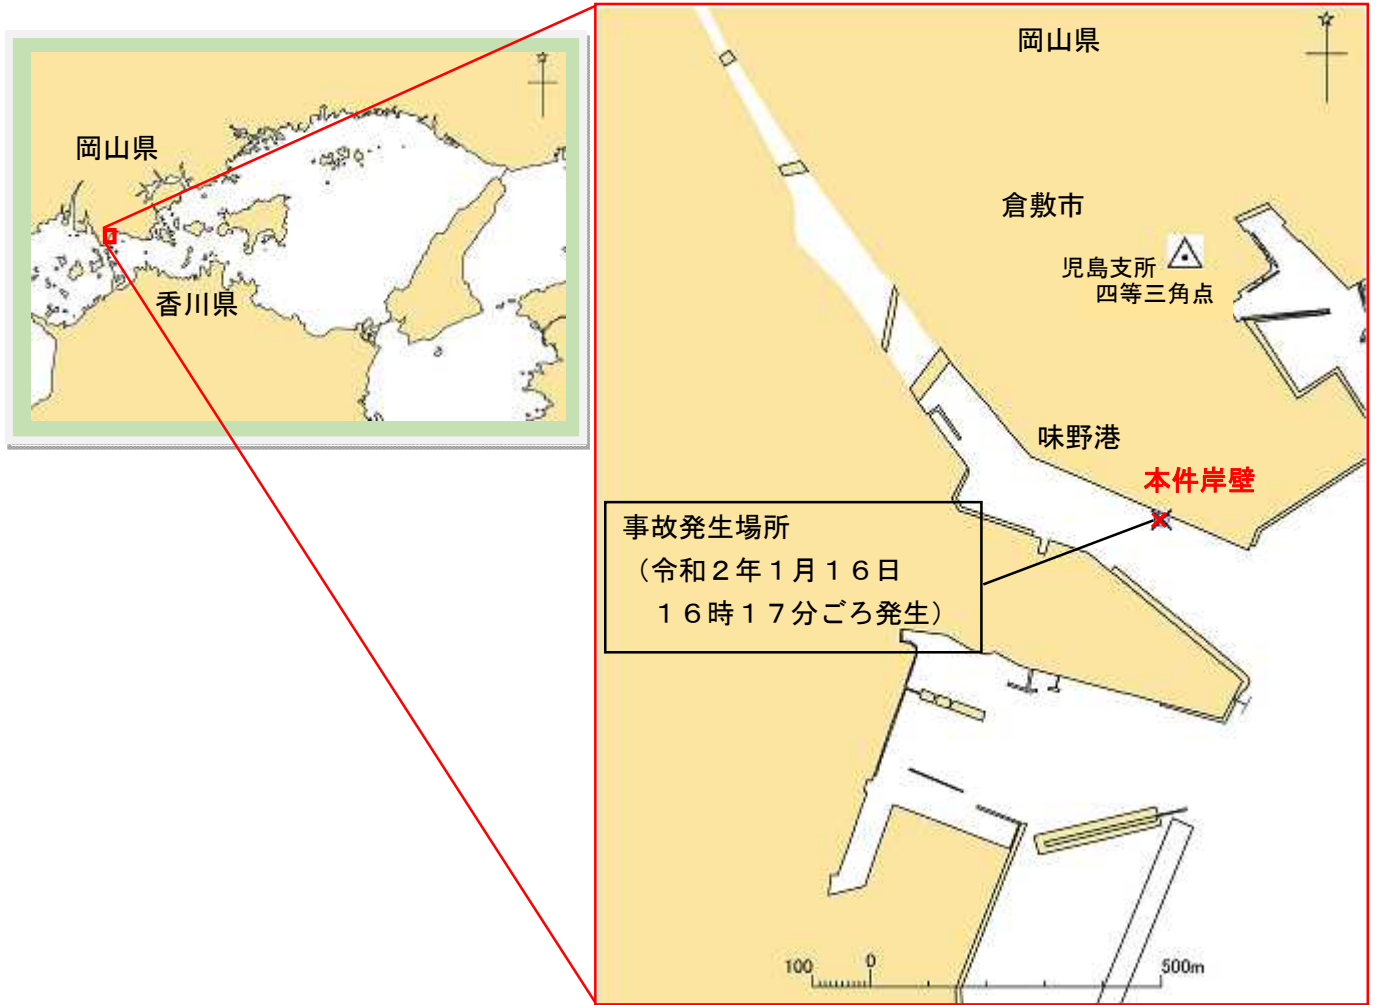 岡山県
香川県
岡山県
倉敷市
児島支所
四等三角点
味野港
本件岸壁
事故発生場所
（令和２年１月１６日
１６時１７分ごろ発生）
100 0 500m